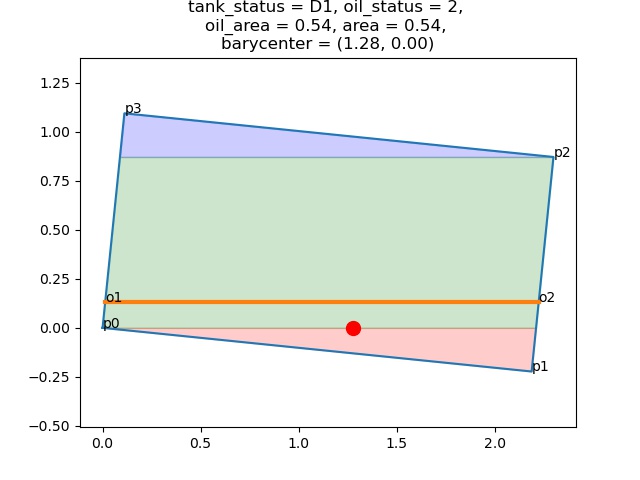 tank_status = D1, oil_status = 2,
oil_area = 0.54, area = 0.54,
barycenter = (1.28, 0.00)
1.25
1.00
0.75
0.50
0.25
0.00
−0.25
−0.50
p3
p2
o1
o2
p0
p1
0.0
0.5
1.0
1.5
2.0